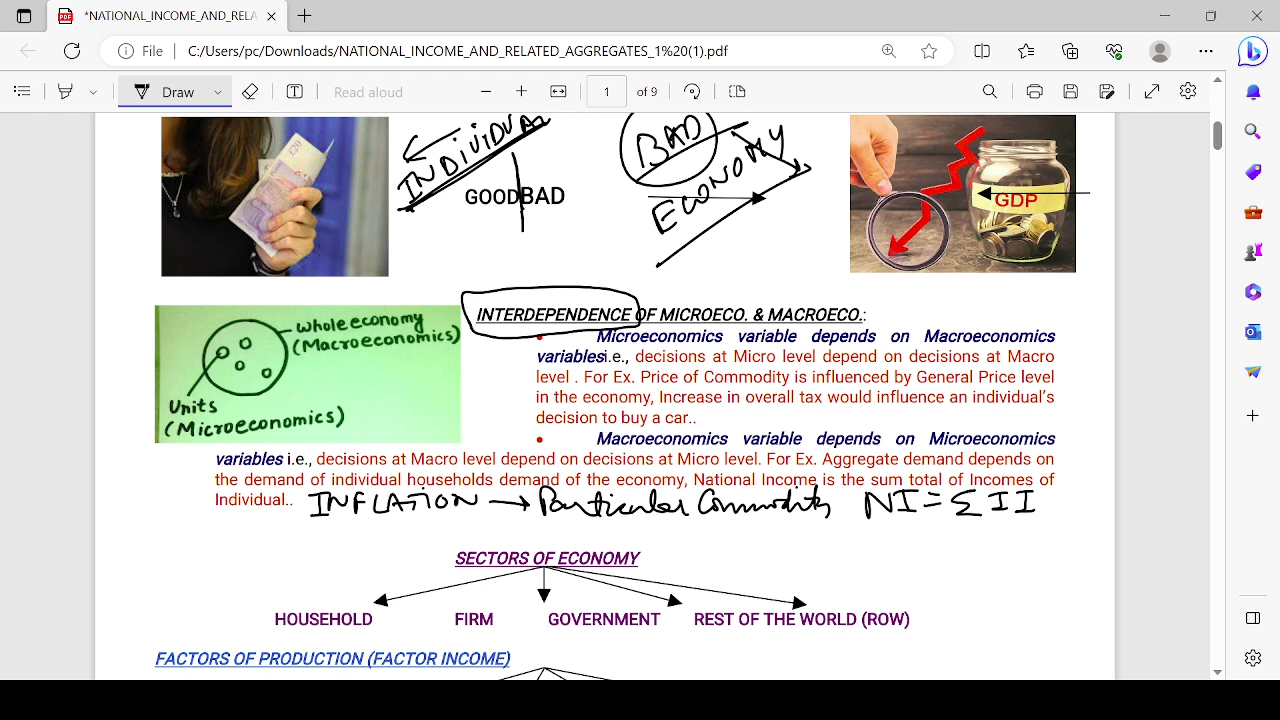 *NATIONAL_INCOME_AND_RELA
File C:/Users/pc/Downloads/NATIONAL_INCOME_AND_RELATED_AGGREGATES_1%20(1).pdf
Draw
Read aloud
1 of 9
INDIVIDUAL
GOODBAD
BAD
ECONOMY
£20
GDP
Whole economy
(Macroeconomics)
Units
(Microeconomics)
INTERDEPENDENCE OF MICROECO. & MACROECO.:
• Microeconomics variable depends on Macroeconomics
variablesi.e., decisions at Micro level depend on decisions at Macro
level . For Ex. Price of Commodity is influenced by General Price level
in the economy, Increase in overall tax would influence an individual's
decision to buy a car..
• Macroeconomics variable depends on Microeconomics
variables i.e., decisions at Macro level depend on decisions at Micro level. For Ex. Aggregate demand depends on
the demand of individual households demand of the economy, National Income is the sum total of Incomes of
Individual..
INFLATION → Particular Commodity NI = Σ II
SECTORS OF ECONOMY
HOUSEHOLD FIRM GOVERNMENT REST OF THE WORLD (ROW)
FACTORS OF PRODUCTION (FACTOR INCOME)